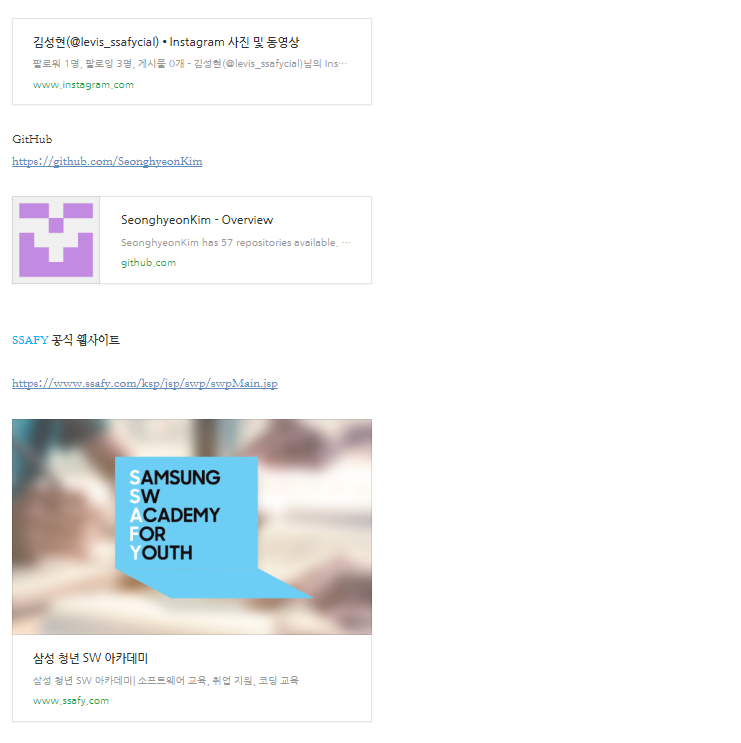 김성현(@levis_ssafycial) • Instagram 사진 및 동영상
팔로워 1명, 팔로잉 3명, 게시물 0개 - 김성현(@levis_ssafycial)님의 Ins…
www.instagram.com
GitHub
https://github.com/SeonghyeonKim
SeonghyeonKim - Overview
SeonghyeonKim has 57 repositories available. …
github.com
SSAFY 공식 웹사이트
https://www.ssafy.com/ksp/jsp/swp/swpMain.jsp
SAMSUNG
SW
ACADEMY
FOR
YOUTH
삼성 청년 SW 아카데미
삼성 청년 SW 아카데미| 소프트웨어 교육, 취업 지원, 코딩 교육
www.ssafy.com